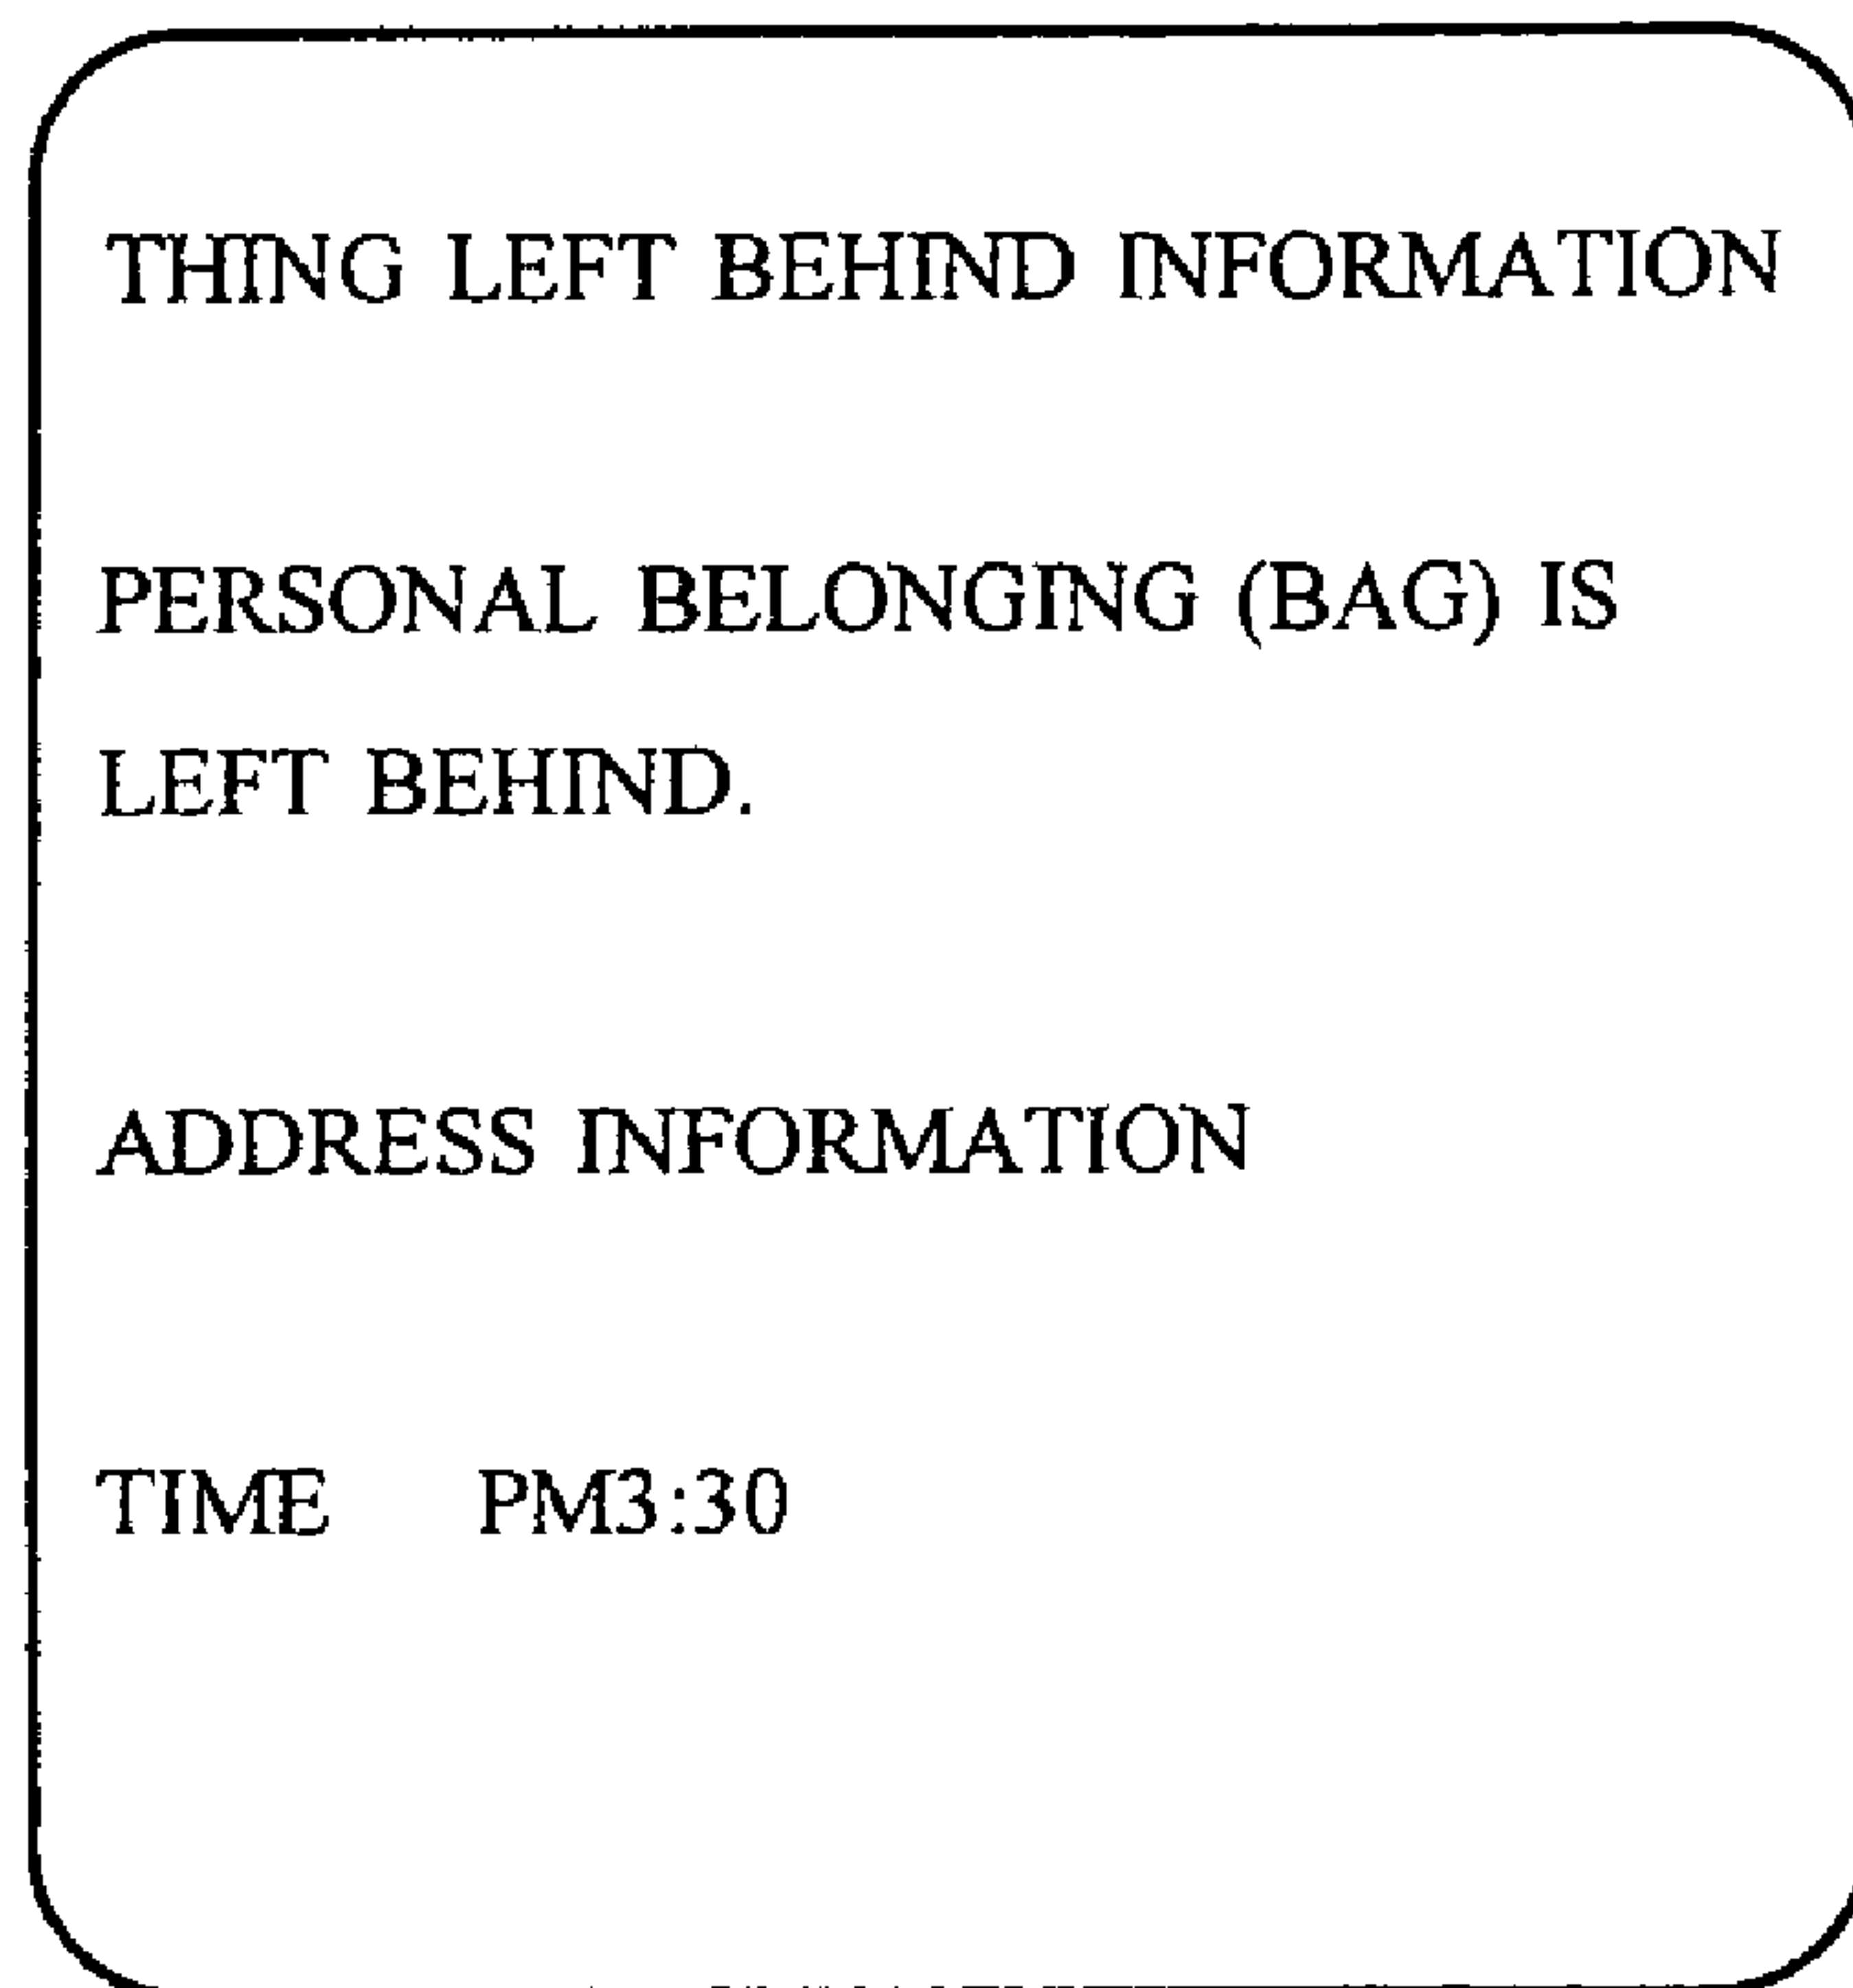 THING LEFT BEHIND INFORMATION
PERSONAL BELONGING (BAG) IS
LEFT BEHIND.
ADDRESS INFORMATION
TIME PM3:30